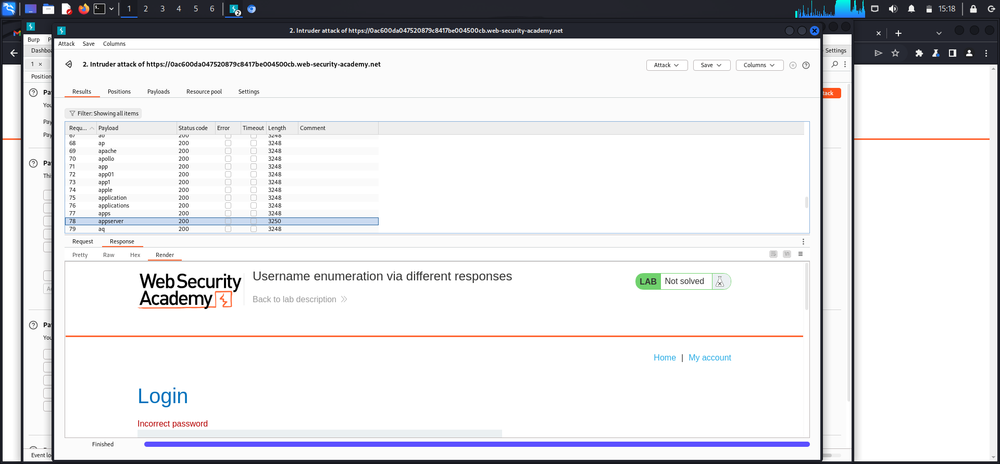 1 2 3 4 5 6 2 15:18
2. Intruder attack of https://0ac600da047520879c8417be004500cb.web-security-academy.net
Burp P
Attack Save Columns
Dashboa
Settings
1 ×
2. Intruder attack of https://0ac600da047520879c8417be004500cb.web-security-academy.net
Attack Save Columns
Position
Results Positions Payloads Resource pool Settings
Pa
tack
You
Filter: Showing all items
Pay
Requ... Payload Status code Error Timeout Length Comment
Pay
67 ao 200 3248
68 ap 200 3248
69 apache 200 3248
70 apollo 200 3248
Pa
71 app 200 3248
72 app01 200 3248
This
73 app1 200 3248
74 apple 200 3248
75 application 200 3248
76 applications 200 3248
77 apps 200 3248
78 appserver 200 3250
79 aq 200 3248
Request Response
Pretty Raw Hex Render
\n
Web Security
Academy
Username enumeration via different responses
LAB Not solved
Back to lab description
Pa
You
Home | My account
Login
Incorrect password
Finished
Event lo